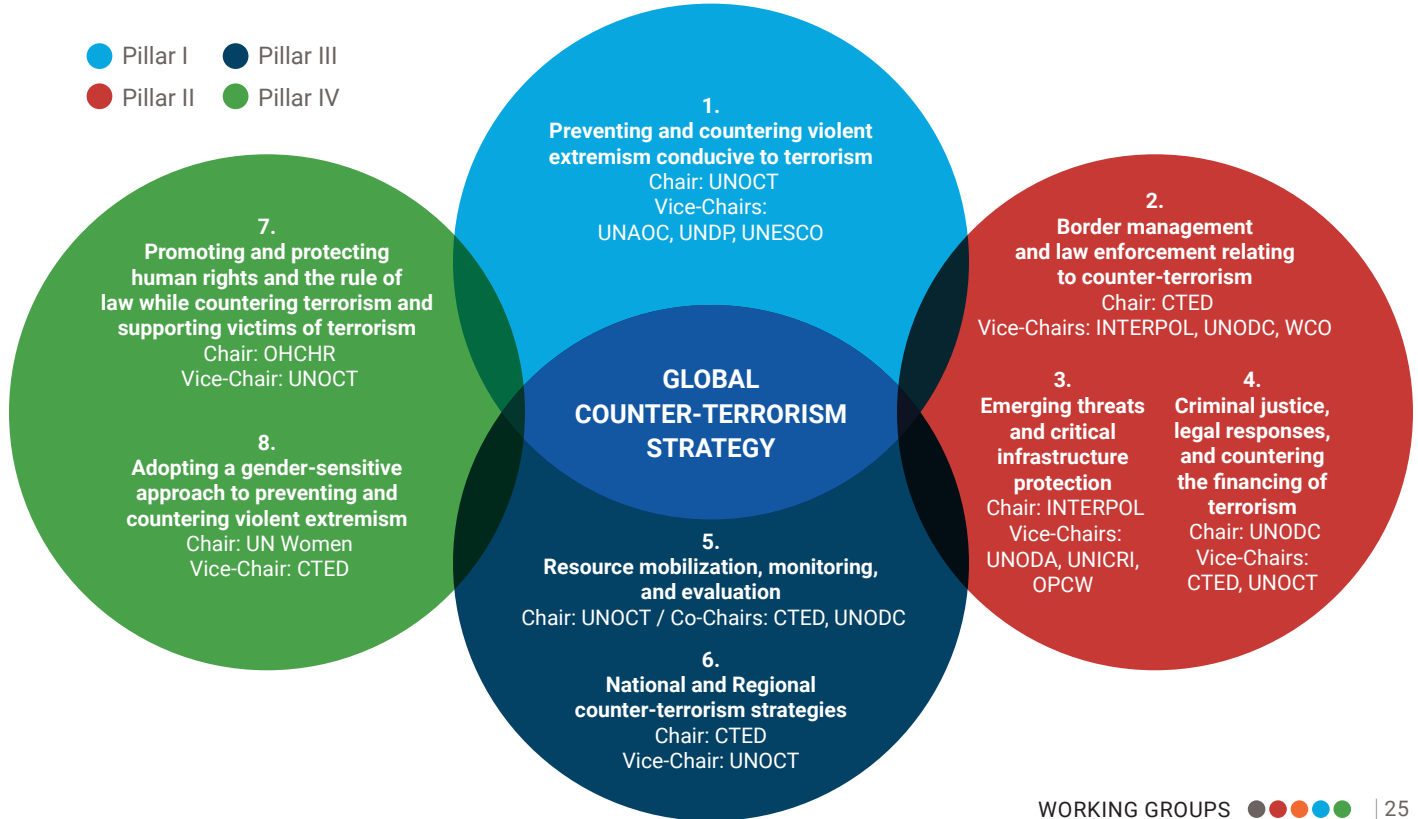 Pillar I
Pillar III
Pillar II
Pillar IV
1.
Preventing and countering violent
extremism conducive to terrorism
Chair: UNOCT
Vice-Chairs:
UNAOC, UNDP, UNESCO
7.
Promoting and protecting
human rights and the rule of
law while countering terrorism and
supporting victims of terrorism
Chair: OHCHR
Vice-Chair: UNOCT
8.
Adopting a gender-sensitive
approach to preventing and
countering violent extremism
Chair: UN Women
Vice-Chair: CTED
GLOBAL
COUNTER-TERRORISM
STRATEGY
2.
Border management
and law enforcement relating
to counter-terrorism
Chair: CTED
Vice-Chairs: INTERPOL, UNODC, WCO
3.
Emerging threats
and critical
infrastructure
protection
Chair: INTERPOL
Vice-Chairs:
UNODA, UNICRI,
OPCW
4.
Criminal justice,
legal responses,
and countering
the financing of
terrorism
Chair: UNODC
Vice-Chairs:
CTED, UNOCT
5.
Resource mobilization, monitoring,
and evaluation
Chair: UNOCT / Co-Chairs: CTED, UNODC
6.
National and Regional
counter-terrorism strategies
Chair: CTED
Vice-Chair: UNOCT
WORKING GROUPS | 25